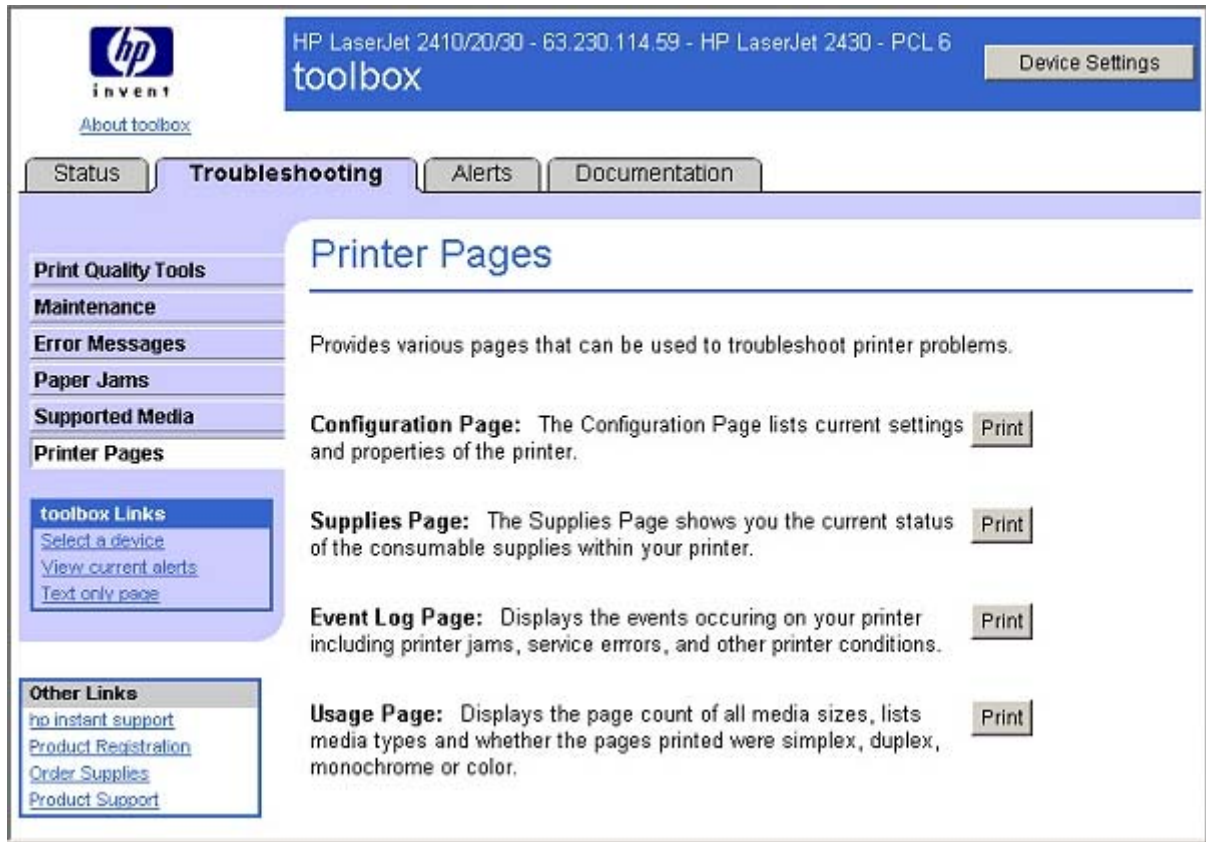 hp
invent
About toolbox
HP LaserJet 2410/20/30 - 63.230.114.59 - HP LaserJet 2430 - PCL 6
toolbox
Device Settings
Status
Troubleshooting
Alerts
Documentation
Print Quality Tools
Maintenance
Error Messages
Paper Jams
Supported Media
Printer Pages
toolbox Links
Select a device
View current alerts
Text only page
Other Links
hp instant support
Product Registration
Order Supplies
Product Support
Printer Pages
Provides various pages that can be used to troubleshoot printer problems.
Configuration Page: The Configuration Page lists current settings
and properties of the printer.
Print
Supplies Page: The Supplies Page shows you the current status
of the consumable supplies within your printer.
Print
Event Log Page: Displays the events occuring on your printer
including printer jams, service errrors, and other printer conditions.
Print
Usage Page: Displays the page count of all media sizes, lists
media types and whether the pages printed were simplex, duplex,
monochrome or color.
Print